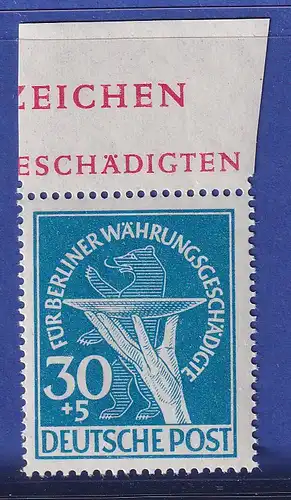 ZEICHEN
ESCHÄDIGTEN
FÜR BERLINER WÄHRUNGSGESCHÄDIGTE
30
+5
DEUTSCHE POST